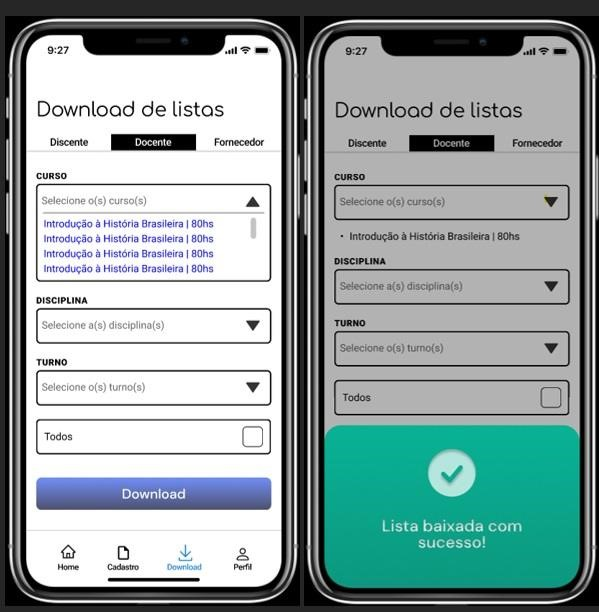 9:27
Download de listas
Discente
Docente
Fornecedor
CURSO
Selecione o(s) curso(s)
Introdução à História Brasileira | 80hs
Introdução à História Brasileira | 80hs
Introdução à História Brasileira | 80hs
Introdução à História Brasileira | 80hs
DISCIPLINA
Selecione a(s) disciplina(s)
TURNO
Selecione o(s) turno(s)
Todos
Download
Home
Cadastro
Download
Perfil
9:27
Download de listas
Discente
Docente
Fornecedor
CURSO
Selecione o(s) curso(s)
• Introdução à História Brasileira | 80hs
DISCIPLINA
Selecione a(s) disciplina(s)
TURNO
Selecione o(s) turno(s)
Todos
Lista baixada com
sucesso!